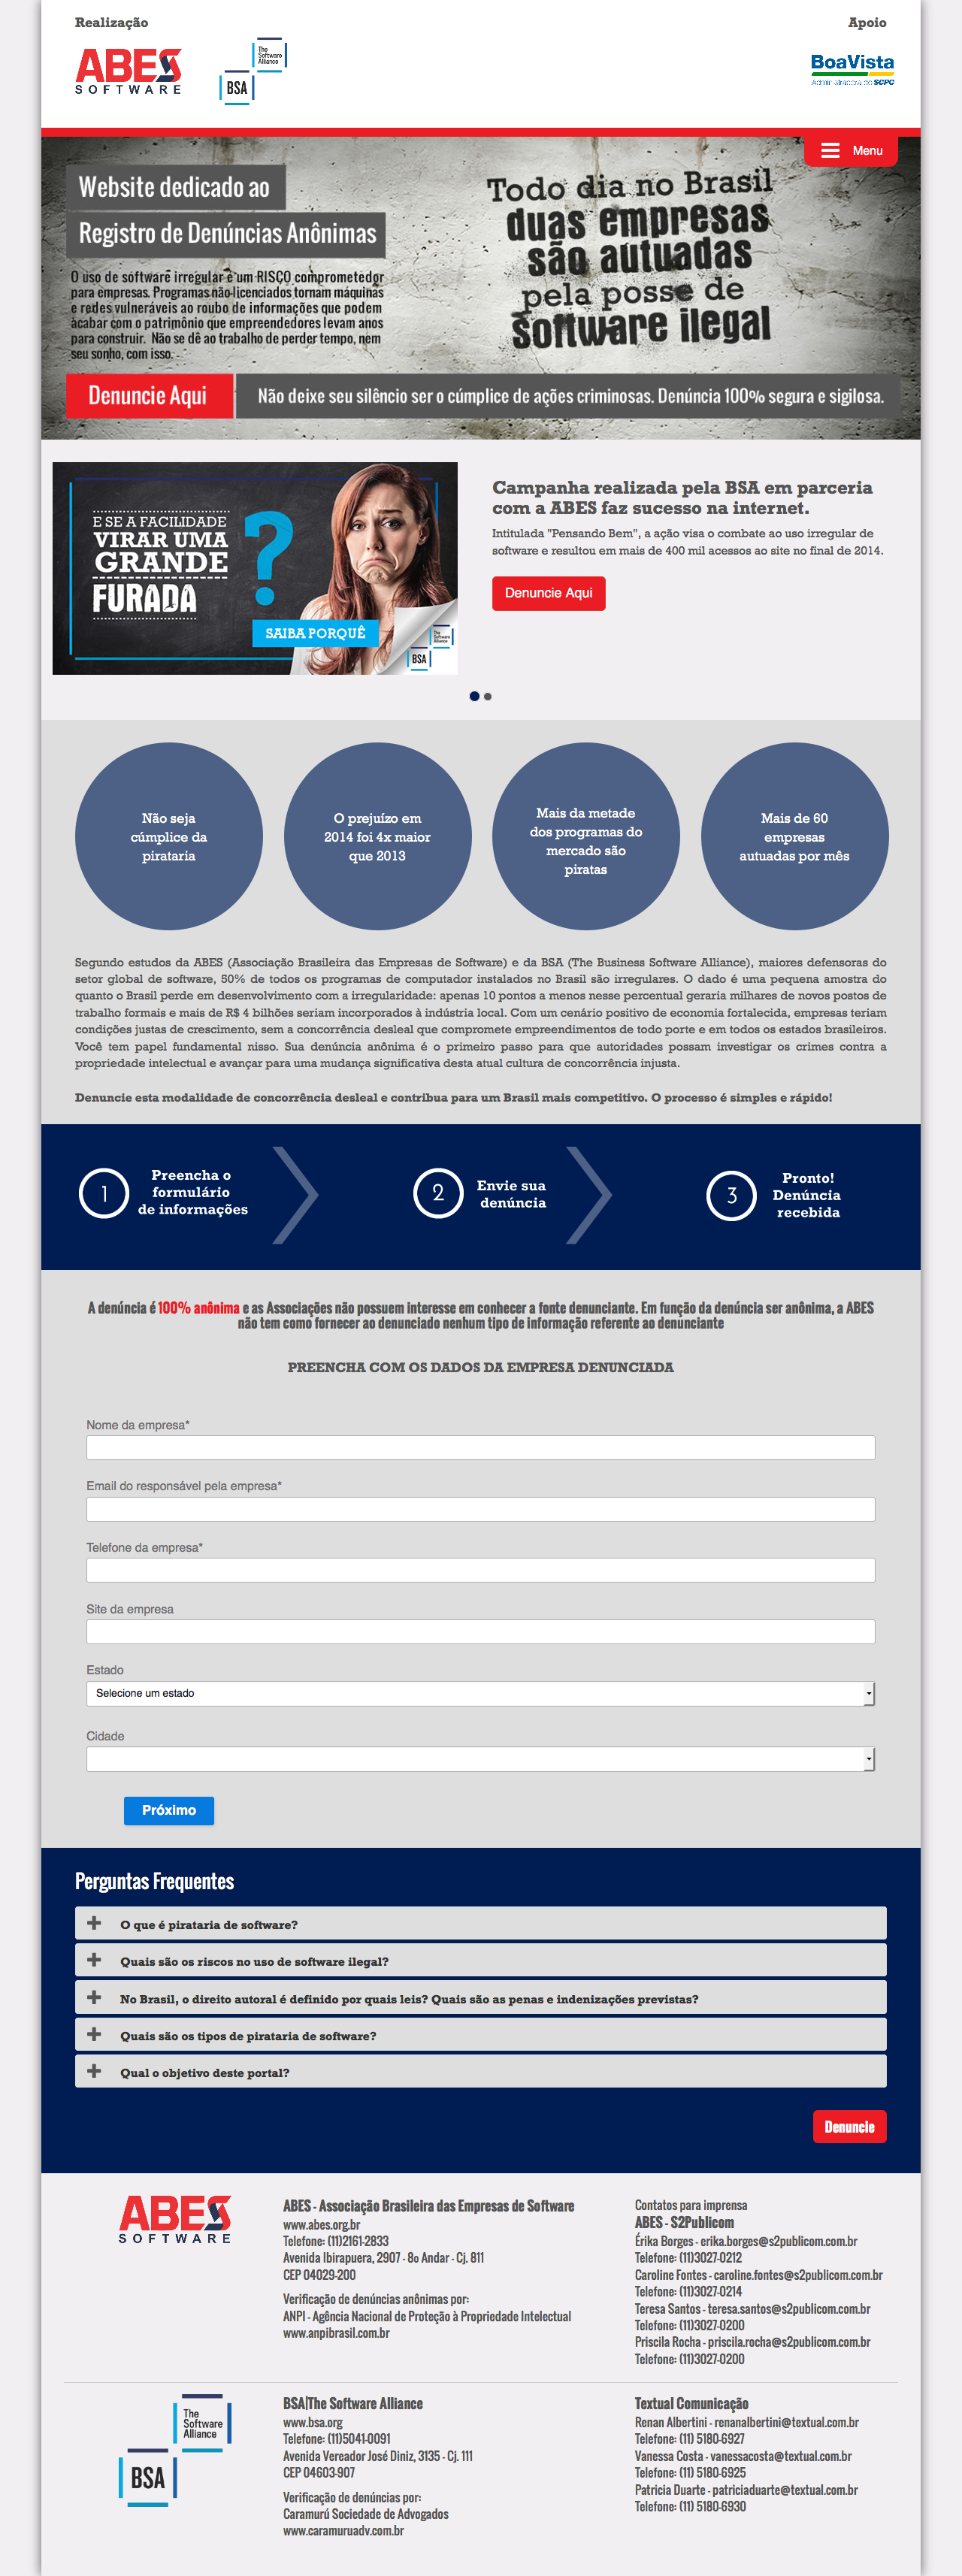 Realização
Apoio
ABES
SOFTWARE
The
Software
Alliance
BSA
BoaVista
Administradora do SCPC
Menu
Website dedicado ao
Registro de Denúncias Anônimas
O uso de software irregular é um RISCO comprometedor
para empresas. Programas não-licenciados tornam máquinas
e redes vulneráveis ao roubo de informações que podem
acabar com o patrimônio que empreendedores levam anos
para construir. Não se dê ao trabalho de perder tempo, nem
seu sonho, com isso.
Todo dia no Brasil
duas empresas
são autuadas
pela posse de
software ilegal
Denuncie Aqui
Não deixe seu silêncio ser o cúmplice de ações criminosas. Denúncia 100% segura e sigilosa.
E SE A FACILIDADE
VIRAR UMA
GRANDE
FURADA
?
SAIBA PORQUÊ
The
Software
Alliance
BSA
Campanha realizada pela BSA em parceria
com a ABES faz sucesso na internet.
Intitulada "Pensando Bem", a ação visa o combate ao uso irregular de
software e resultou em mais de 400 mil acessos ao site no final de 2014.
Denuncie Aqui
Não seja
cúmplice da
pirataria
O prejuízo em
2014 foi 4x maior
que 2013
Mais da metade
dos programas do
mercado são
piratas
Mais de 60
empresas
autuadas por mês
Segundo estudos da ABES (Associação Brasileira das Empresas de Software) e da BSA (The Business Software Alliance), maiores defensoras do
setor global de software, 50% de todos os programas de computador instalados no Brasil são irregulares. O dado é uma pequena amostra do
quanto o Brasil perde em desenvolvimento com a irregularidade: apenas 10 pontos a menos nesse percentual geraria milhares de novos postos de
trabalho formais e mais de R$ 4 bilhões seriam incorporados à indústria local. Com um cenário positivo de economia fortalecida, empresas teriam
condições justas de crescimento, sem a concorrência desleal que compromete empreendimentos de todo porte e em todos os estados brasileiros.
Você tem papel fundamental nisso. Sua denúncia anônima é o primeiro passo para que autoridades possam investigar os crimes contra a
propriedade intelectual e avançar para uma mudança significativa desta atual cultura de concorrência injusta.
Denuncie esta modalidade de concorrência desleal e contribua para um Brasil mais competitivo. O processo é simples e rápido!
1
Preencha o
formulário
de informações
2
Envie sua
denúncia
3
Pronto!
Denúncia
recebida
A denúncia é 100% anônima e as Associações não possuem interesse em conhecer a fonte denunciante. Em função da denúncia ser anônima, a ABES
não tem como fornecer ao denunciado nenhum tipo de informação referente ao denunciante
PREENCHA COM OS DADOS DA EMPRESA DENUNCIADA
Nome da empresa*
Email do responsável pela empresa*
Telefone da empresa*
Site da empresa
Estado
Selecione um estado
Cidade
Próximo
Perguntas Frequentes
O que é pirataria de software?
Quais são os riscos no uso de software ilegal?
No Brasil, o direito autoral é definido por quais leis? Quais são as penas e indenizações previstas?
Quais são os tipos de pirataria de software?
Qual o objetivo deste portal?
Denuncie
ABES
SOFTWARE
ABES - Associação Brasileira das Empresas de Software
www.abes.org.br
Telefone: (11)2161-2833
Avenida Ibirapuera, 2907 - 8o Andar - Cj. 811
CEP 04029-200
Verificação de denúncias anônimas por:
ANPI - Agência Nacional de Proteção à Propriedade Intelectual
www.anpibrasil.com.br
Contatos para imprensa
ABES - S2Publicom
Érika Borges - erika.borges@s2publicom.com.br
Telefone: (11)3027-0212
Caroline Fontes - caroline.fontes@s2publicom.com.br
Telefone: (11)3027-0214
Teresa Santos - teresa.santos@s2publicom.com.br
Telefone: (11)3027-0200
Priscila Rocha - priscila.rocha@s2publicom.com.br
Telefone: (11)3027-0200
The
Software
Alliance
BSA
BSA|The Software Alliance
www.bsa.org
Telefone: (11)5041-0091
Avenida Vereador José Diniz, 3135 - Cj. 111
CEP 04603-907
Verificação de denúncias por:
Caramurú Sociedade de Advogados
www.caramuruadv.com.br
Textual Comunicação
Renan Albertini - renanalbertini@textual.com.br
Telefone: (11) 5180-6927
Vanessa Costa - vanessacosta@textual.com.br
Telefone: (11) 5180-6925
Patricia Duarte - patriciaduarte@textual.com.br
Telefone: (11) 5180-6930